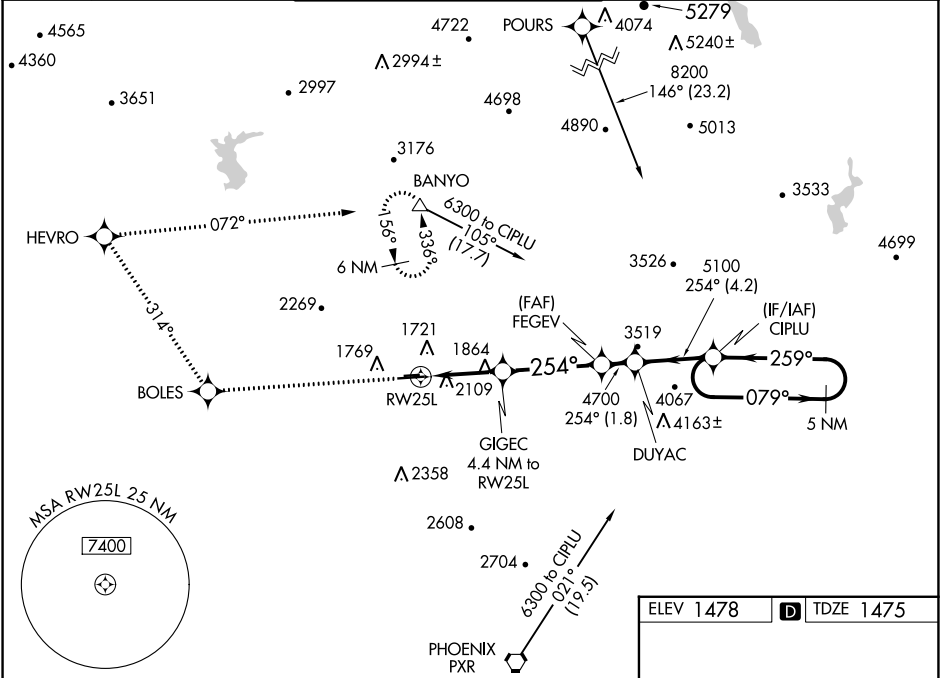 4565
4360
3651
2997
2994±
4722
4698
POURS
4074
5279
5240±
8200
146° (23.2)
4890
5013
3533
4699
3176
BANYO
6300 to CIPLU
105°
(17.7)
156°
336°
6 NM
HEVRO
072°
314°
BOLES
2269
1769
1721
1864
2109
RW25L
GIGEC
4.4 NM to
RW25L
254°
(FAF)
FEGEV
4700
254° (1.8)
3526
3519
5100
254° (4.2)
(IF/IAF)
CIPLU
259°
079°
5 NM
4067
4163±
DUYAC
2358
2608
2704
6300 to CIPLU
021°
(19.5)
PHOENIX
PXR
MSA RW25L 25 NM
7400
ELEV 1478 D TDZE 1475